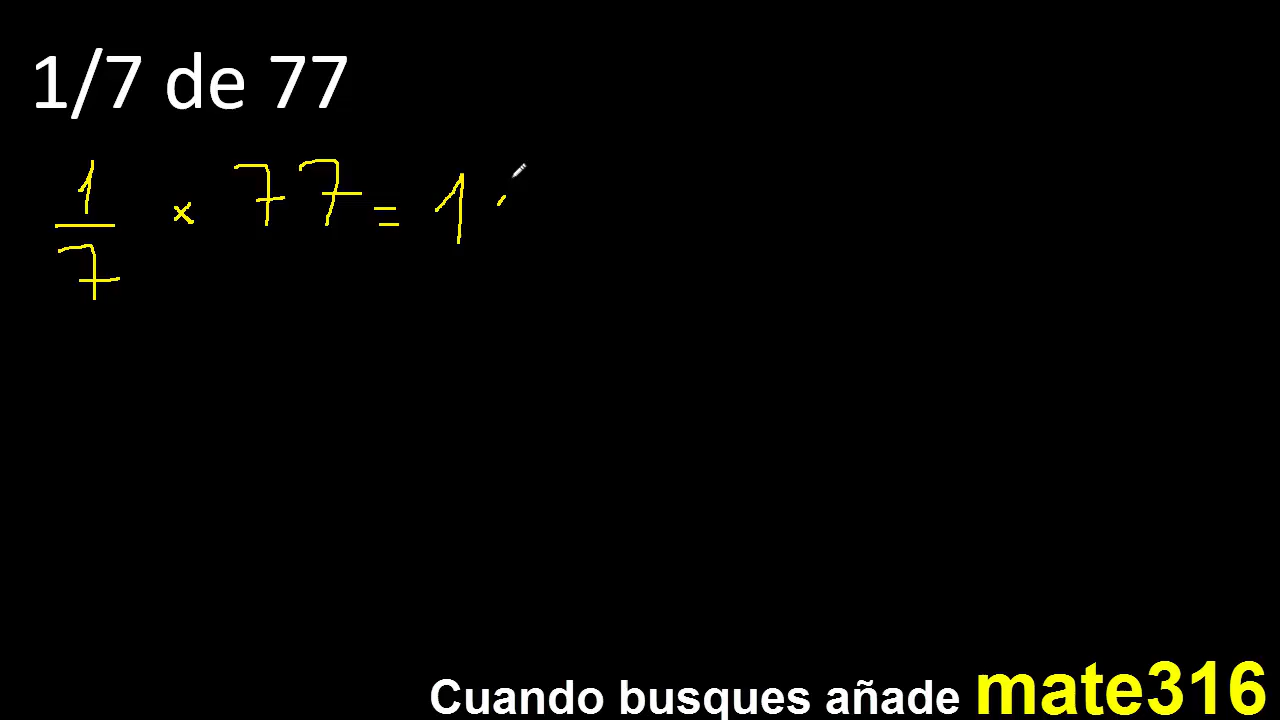 1/7 de 77
1/7 × 77 = 1
Cuando busques añade mate316